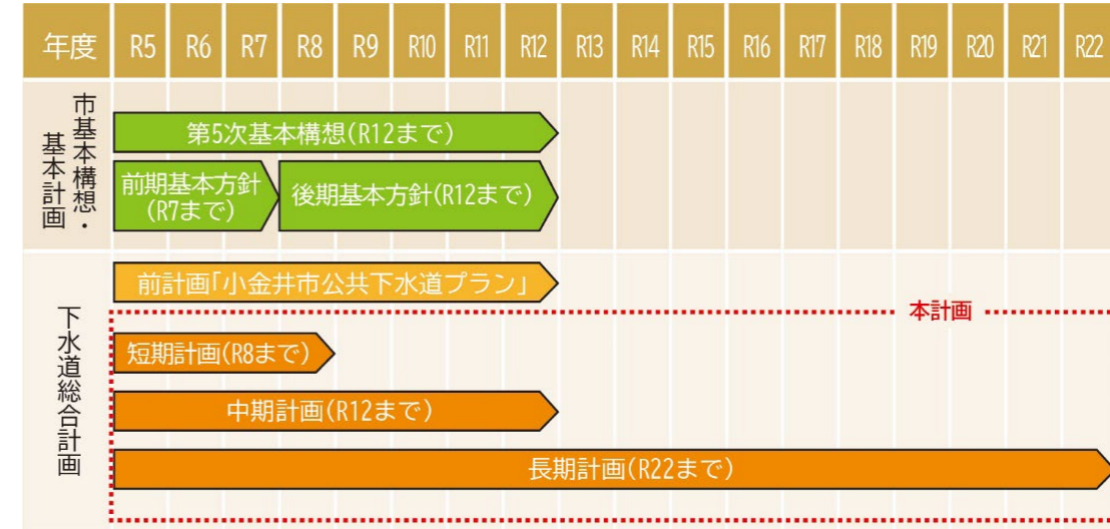 年度 R5 R6 R7 R8 R9 R10 R11 R12 R13 R14 R15 R16 R17 R18 R19 R20 R21 R22
市基本構想・
基本計画
第5次基本構想(R12まで)
前期基本方針
(R7まで)
後期基本方針(R12まで)
下水道総合計画
前計画「小金井市公共下水道プラン」
本計画
短期計画(R8まで)
中期計画(R12まで)
長期計画(R22まで)